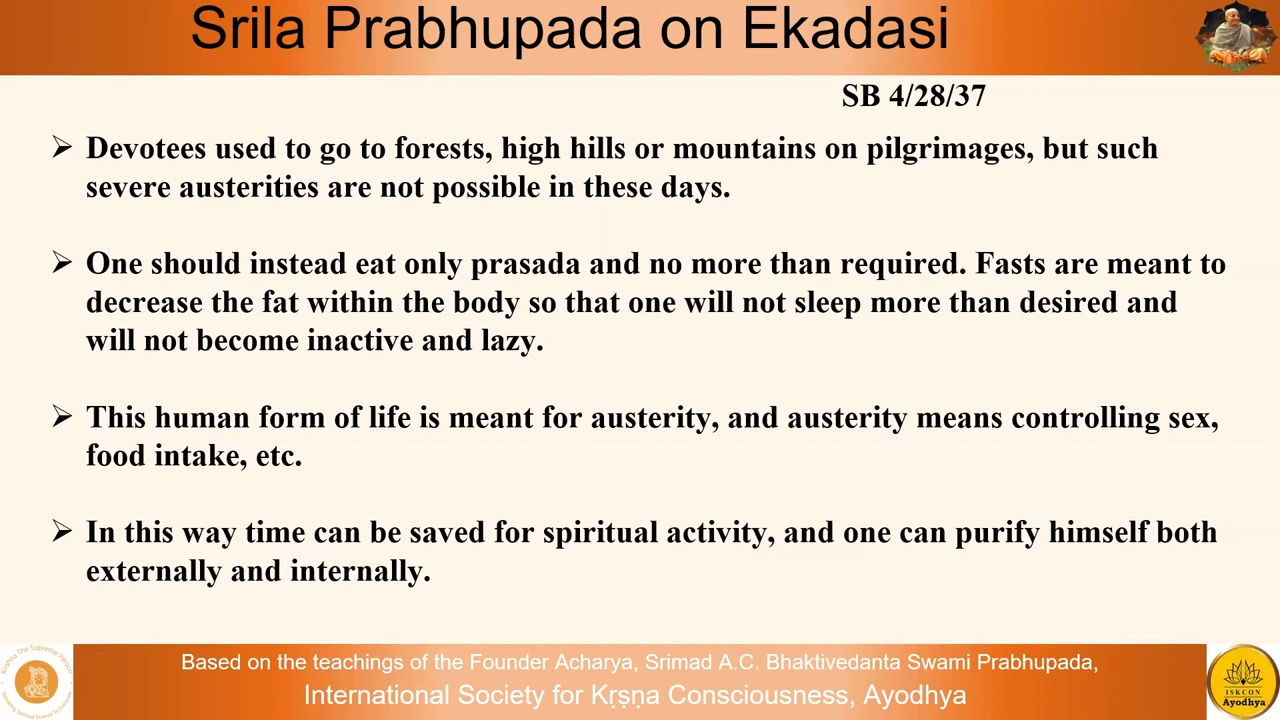 Srila Prabhupada on Ekadasi
SB 4/28/37
➢ Devotees used to go to forests, high hills or mountains on pilgrimages, but such
severe austerities are not possible in these days.
➢ One should instead eat only prasada and no more than required. Fasts are meant to
decrease the fat within the body so that one will not sleep more than desired and
will not become inactive and lazy.
➢ This human form of life is meant for austerity, and austerity means controlling sex,
food intake, etc.
➢ In this way time can be saved for spiritual activity, and one can purify himself both
externally and internally.
Krishna The Supreme Person
Based on the teachings of the Founder Acharya, Srimad A.C. Bhaktivedanta Swami Prabhupada,
International Society for Kṛṣṇa Consciousness, Ayodhya
ISKCON
Ayodhya